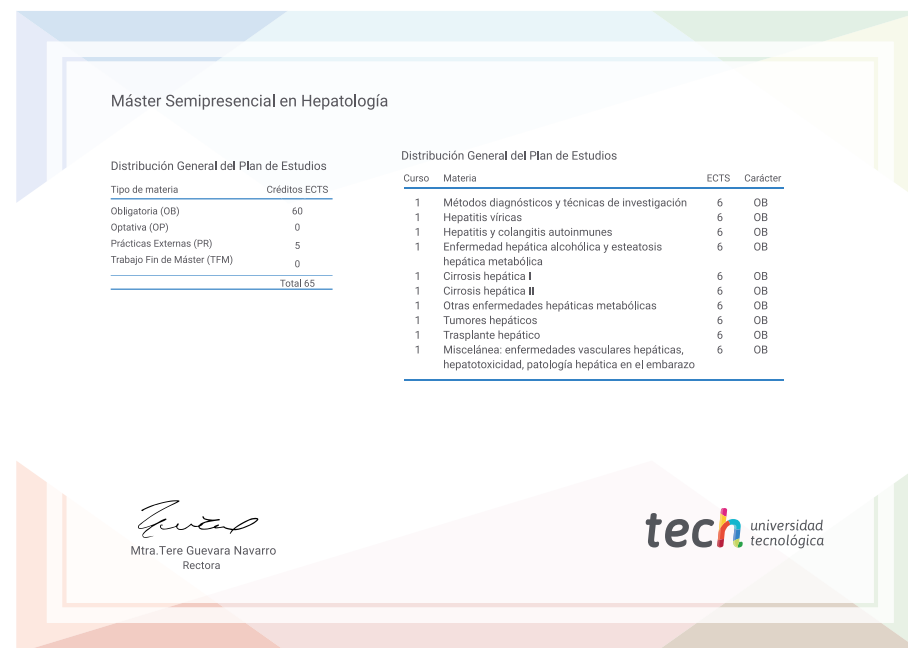 Máster Semipresencial en Hepatología
Distribución General del Plan de Estudios
Tipo de materia Créditos ECTS
Obligatoria (OB) 60
Optativa (OP) 0
Prácticas Externas (PR) 5
Trabajo Fin de Máster (TFM) 0
Total 65
Distribución General del Plan de Estudios
Curso Materia ECTS Carácter
1 Métodos diagnósticos y técnicas de investigación 6 OB
1 Hepatitis víricas 6 OB
1 Hepatitis y colangitis autoinmunes 6 OB
1 Enfermedad hepática alcohólica y esteatosis 6 OB
hepática metabólica
1 Cirrosis hepática I 6 OB
1 Cirrosis hepática II 6 OB
1 Otras enfermedades hepáticas metabólicas 6 OB
1 Tumores hepáticos 6 OB
1 Trasplante hepático 6 OB
1 Miscelánea: enfermedades vasculares hepáticas, 6 OB
hepatotoxicidad, patología hepática en el embarazo
Mtra.Tere Guevara Navarro
Rectora
tech universidad
tecnológica